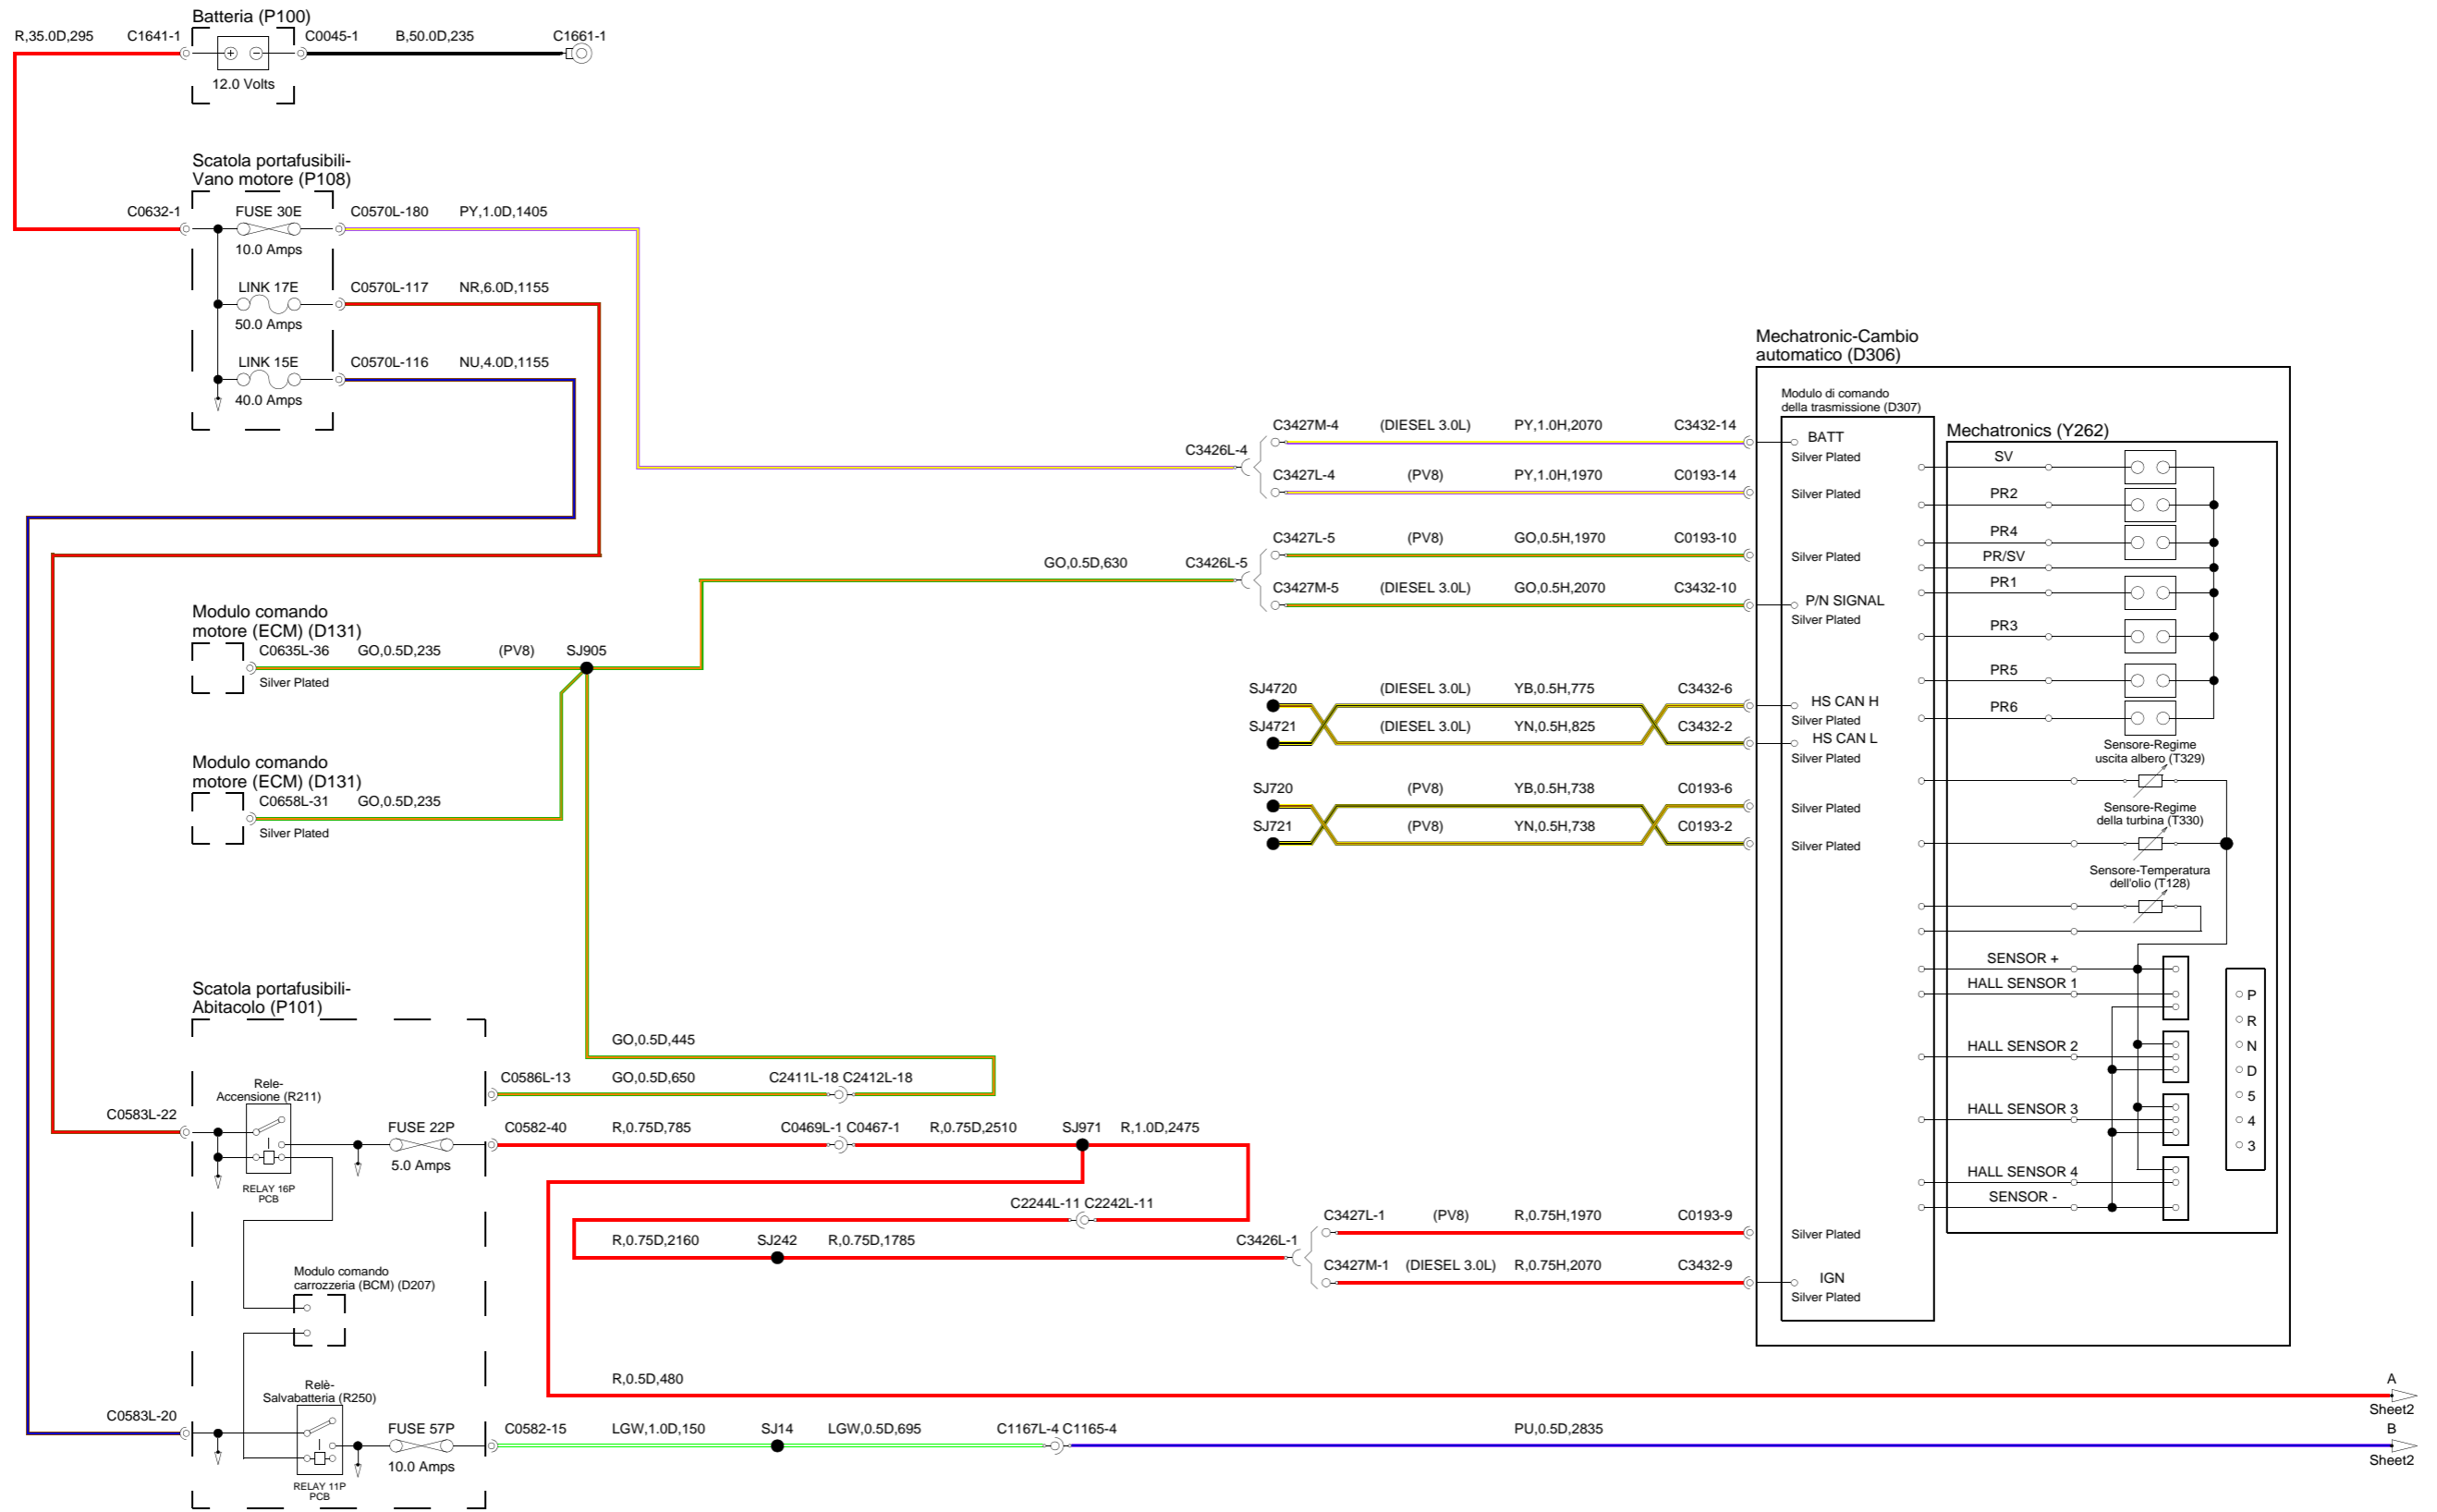 Batteria (P100)
R,35.0D,295
C1641-1
C0045-1
B,50.0D,235
C1661-1
12.0 Volts
Scatola portafusibili-
Vano motore (P108)
C0632-1
FUSE 30E
10.0 Amps
C0570L-180
PY,1.0D,1405
LINK 17E
50.0 Amps
C0570L-117
NR,6.0D,1155
LINK 15E
40.0 Amps
C0570L-116
NU,4.0D,1155
Mechatronic-Cambio
automatico (D306)
Modulo di comando
della trasmissione (D307)
Mechatronics (Y262)
C3426L-4
C3427M-4
(DIESEL 3.0L)
PY,1.0H,2070
C3432-14
BATT
Silver Plated
C3427L-4
(PV8)
PY,1.0H,1970
C0193-14
Silver Plated
GO,0.5D,630
C3426L-5
C3427L-5
(PV8)
GO,0.5H,1970
C0193-10
Silver Plated
C3427M-5
(DIESEL 3.0L)
GO,0.5H,2070
C3432-10
P/N SIGNAL
Silver Plated
SV
PR2
PR4
PR/SV
PR1
PR3
PR5
PR6
Modulo comando
motore (ECM) (D131)
C0635L-36
GO,0.5D,235
(PV8)
SJ905
Silver Plated
SJ4720
(DIESEL 3.0L)
YB,0.5H,775
C3432-6
HS CAN H
Silver Plated
SJ4721
(DIESEL 3.0L)
YN,0.5H,825
C3432-2
HS CAN L
Silver Plated
Modulo comando
motore (ECM) (D131)
C0658L-31
GO,0.5D,235
Silver Plated
SJ720
(PV8)
YB,0.5H,738
C0193-6
Silver Plated
SJ721
(PV8)
YN,0.5H,738
C0193-2
Silver Plated
Sensore-Regime
uscita albero (T329)
Sensore-Regime
della turbina (T330)
Sensore-Temperatura
dell'olio (T128)
SENSOR +
HALL SENSOR 1
HALL SENSOR 2
HALL SENSOR 3
HALL SENSOR 4
SENSOR -
P
R
N
D
5
4
3
Scatola portafusibili-
Abitacolo (P101)
GO,0.5D,445
C0586L-13
GO,0.5D,650
C2411L-18 C2412L-18
Rele-
Accensione (R211)
C0583L-22
FUSE 22P
5.0 Amps
C0582-40
R,0.75D,785
C0469L-1 C0467-1
R,0.75D,2510
SJ971
R,1.0D,2475
RELAY 16P
PCB
C2244L-11 C2242L-11
R,0.75D,2160
SJ242
R,0.75D,1785
C3426L-1
C3427L-1
(PV8)
R,0.75H,1970
C0193-9
Silver Plated
C3427M-1
(DIESEL 3.0L)
R,0.75H,2070
C3432-9
IGN
Silver Plated
Modulo comando
carrozzeria (BCM) (D207)
R,0.5D,480
A
Sheet2
Relè-
Salvabatteria (R250)
C0583L-20
FUSE 57P
10.0 Amps
C0582-15
LGW,1.0D,150
SJ14
LGW,0.5D,695
C1167L-4 C1165-4
PU,0.5D,2835
B
Sheet2
RELAY 11P
PCB